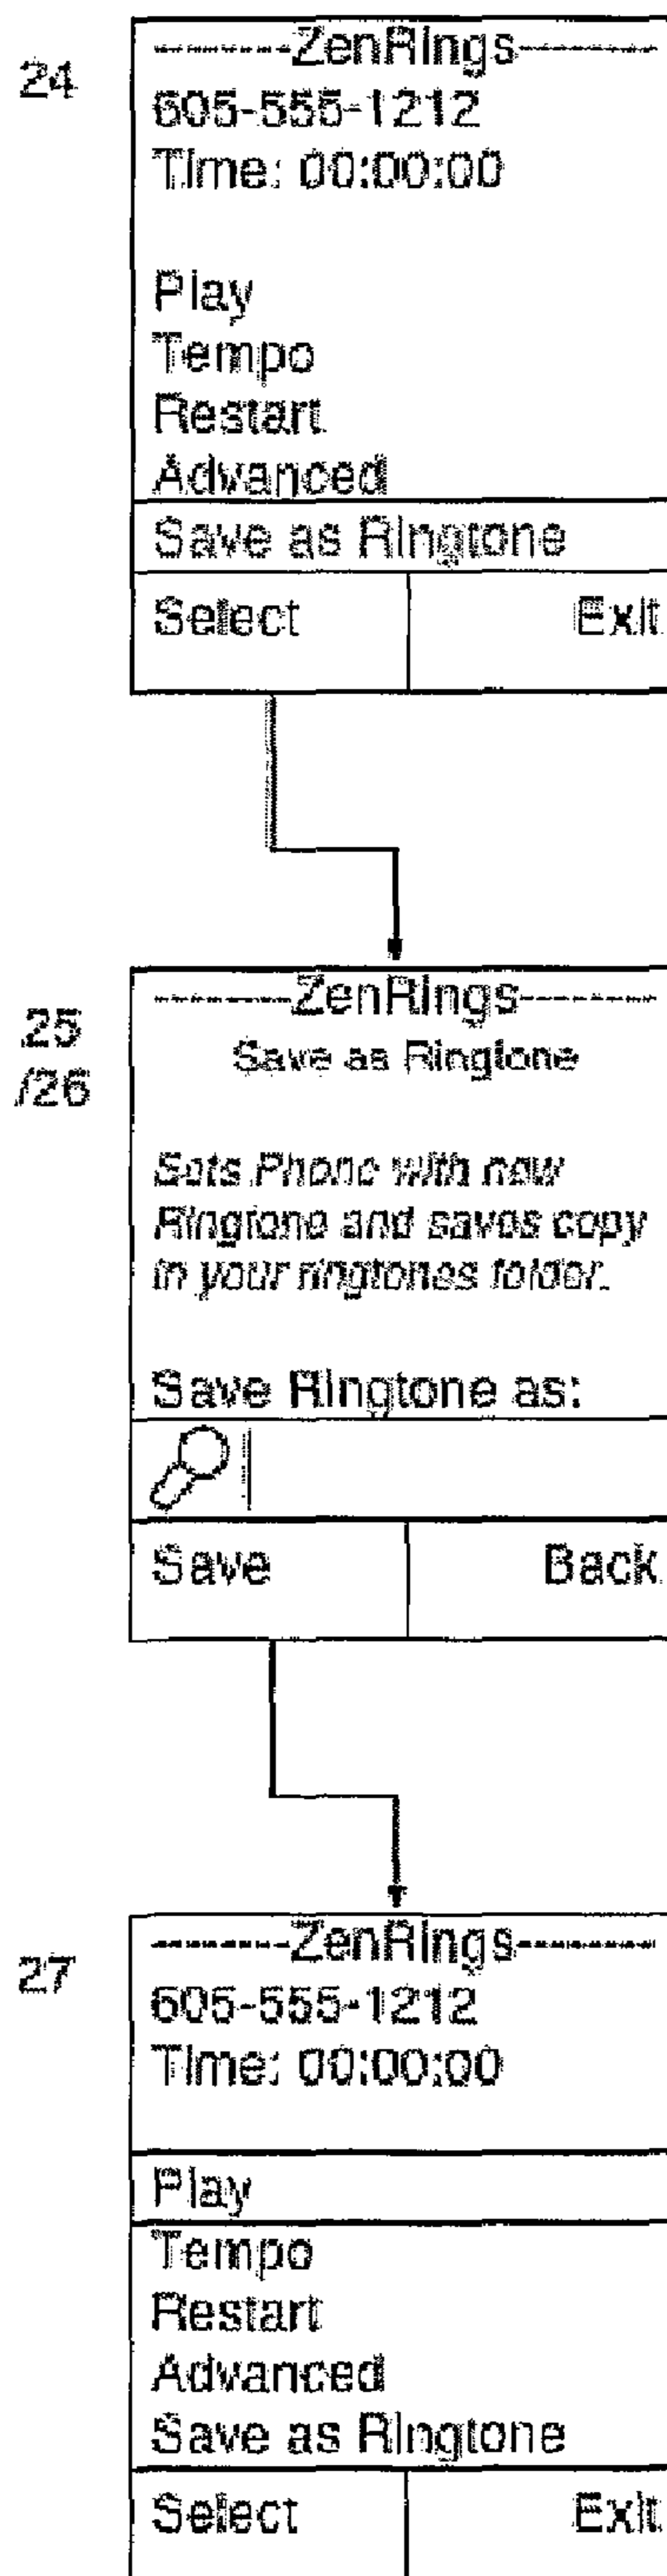 24
ZenRings
605-555-1212
Time: 00:00:00
Play
Tempo
Restart
Advanced
Save as Ringtone
Select Exit
25
/26
ZenRings
Save as Ringtone
Sets Phone with new
Ringtone and saves copy
in your ringtones folder.
Save Ringtone as:
Save Back
27
ZenRings
605-555-1212
Time: 00:00:00
Play
Tempo
Restart
Advanced
Save as Ringtone
Select Exit